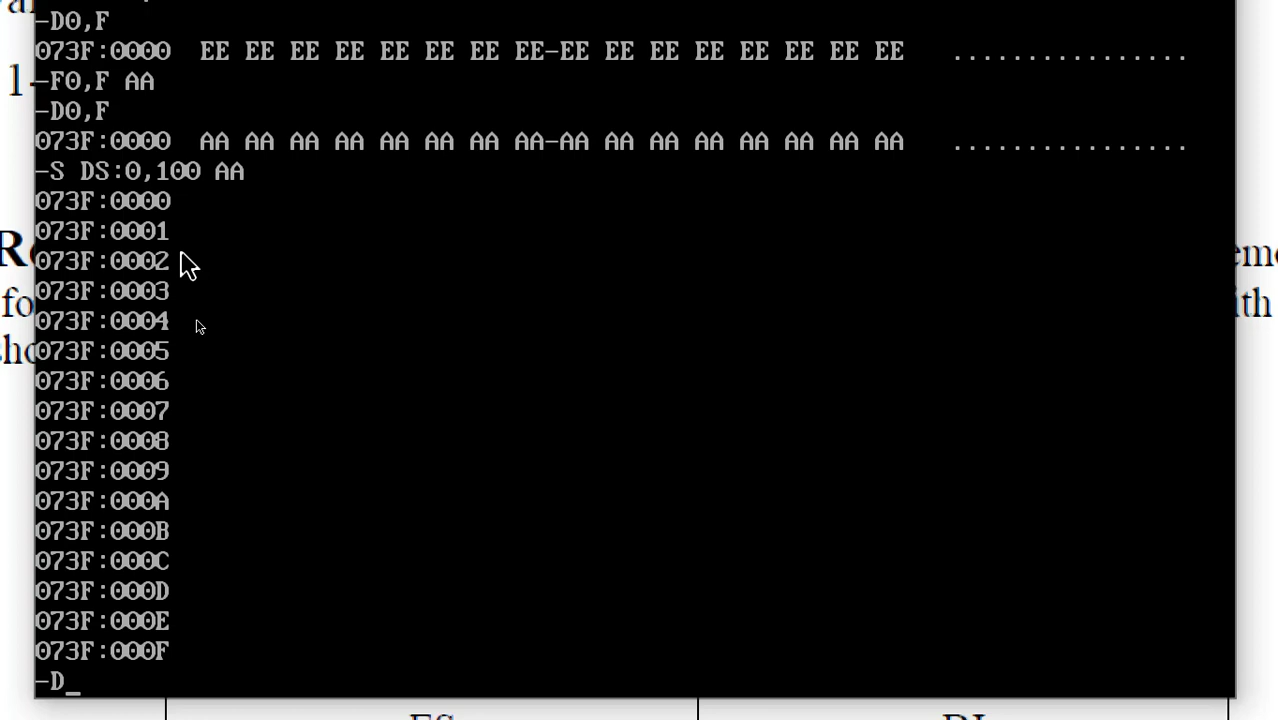 -D0,F
073F:0000 EE EE EE EE EE EE EE EE-EE EE EE EE EE EE EE EE ................
1-
-F0,F AA
-D0,F
073F:0000 AA AA AA AA AA AA AA AA-AA AA AA AA AA AA AA AA ................
-S DS:0,100 AA
073F:0000
073F:0001
073F:0002
073F:0003
073F:0004
073F:0005
073F:0006
073F:0007
073F:0008
073F:0009
073F:000A
073F:000B
073F:000C
073F:000D
073F:000E
073F:000F
-D_